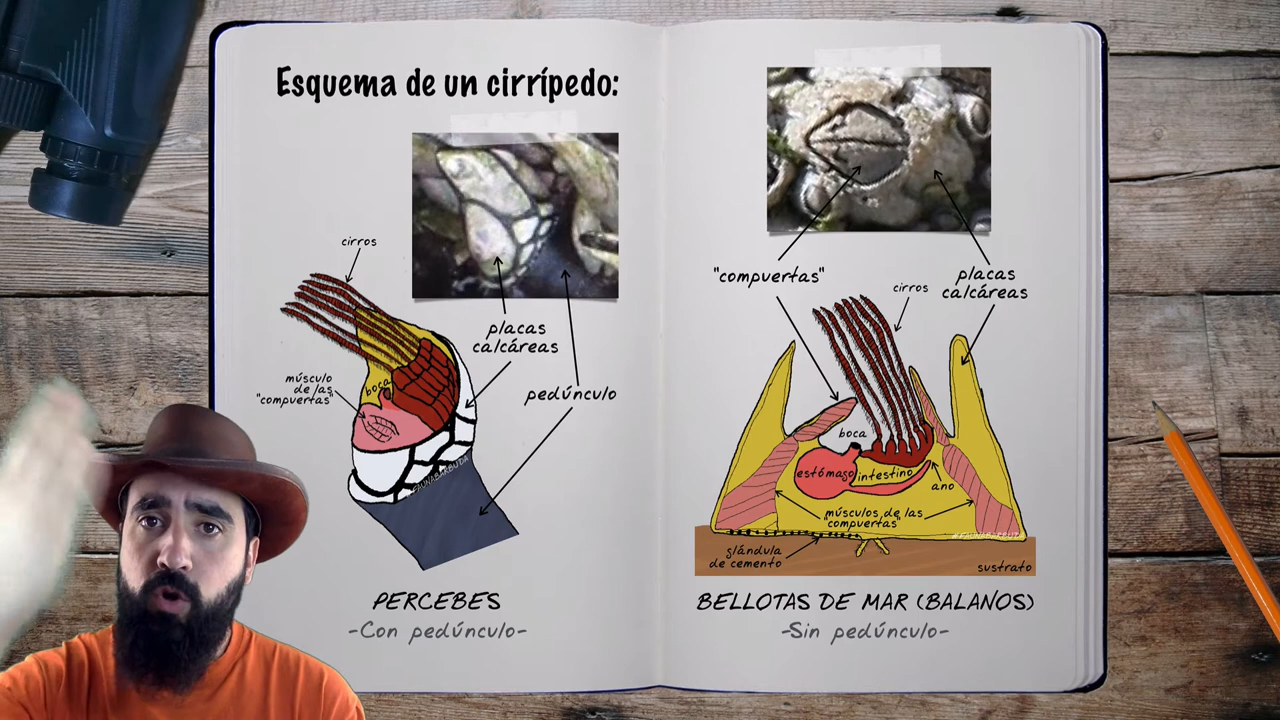 Esquema de un cirrípedo:
cirros
placas
calcáreas
músculo
de las
"compuertas"
boca
pedúnculo
FAUNABARBUDA
PERCEBES
-Con pedúnculo-
"compuertas"
placas
calcáreas
cirros
boca
estómago
intestino
ano
músculos de las
"compuertas"
glándula
de cemento
sustrato
BELLOTAS DE MAR (BALANOS)
-Sin pedúnculo-